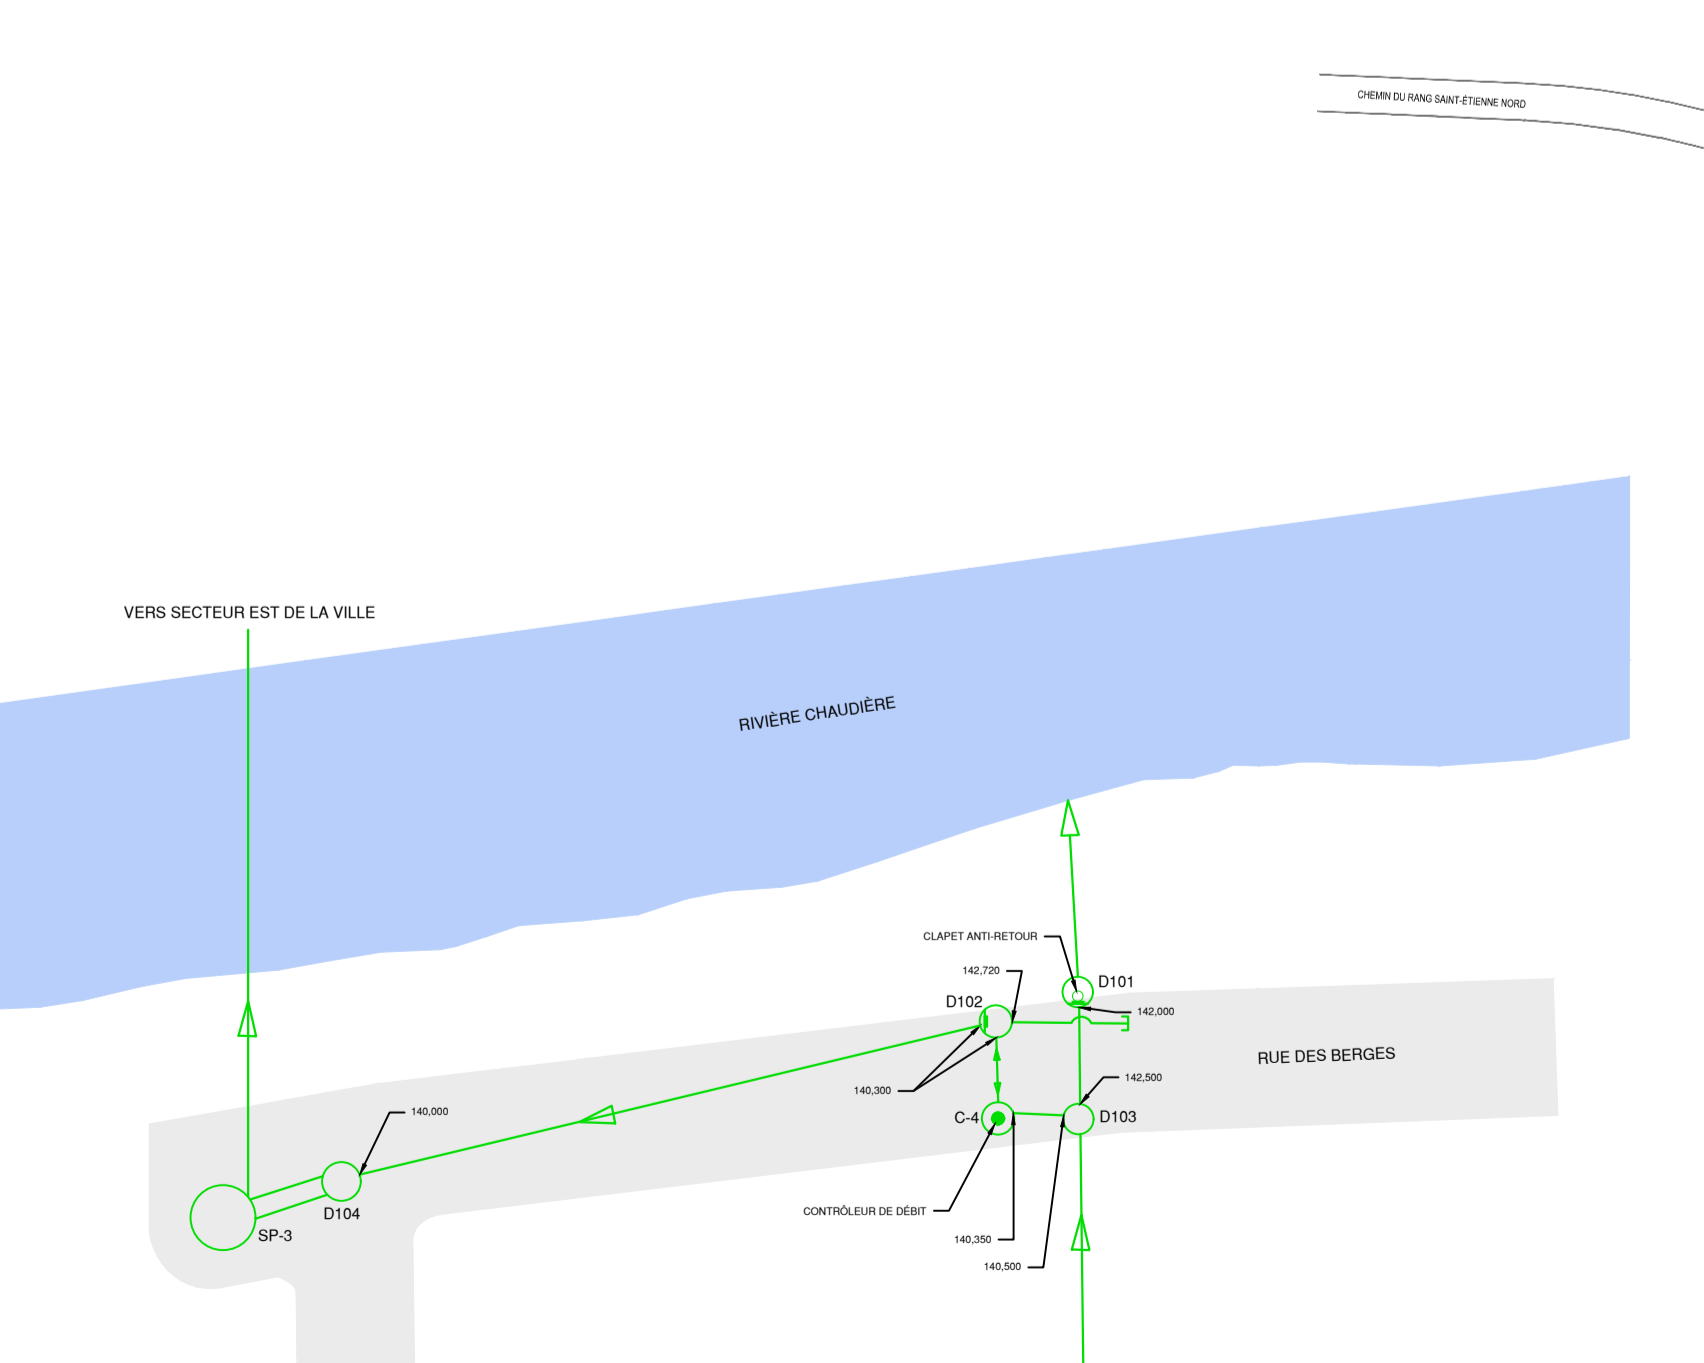 CHEMIN DU RANG SAINT-ÉTIENNE NORD
VERS SECTEUR EST DE LA VILLE
RIVIÈRE CHAUDIÈRE
CLAPET ANTI-RETOUR
142,720
D101
D102
142,000
RUE DES BERGES
142,500
140,300
140,000
C-4
D103
CONTRÔLEUR DE DÉBIT
D104
SP-3
140,350
140,500